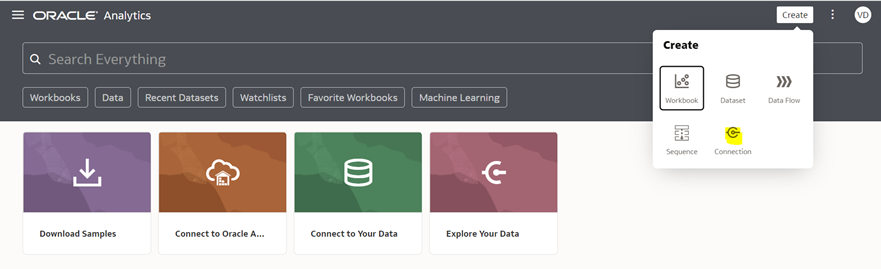 ORACLE Analytics
Create
VD
Create
Search Everything
Workbook
Dataset
Data Flow
Workbooks
Data
Recent Datasets
Watchlists
Favorite Workbooks
Machine Learning
Sequence
Connection
Download Samples
Connect to Oracle A...
Connect to Your Data
Explore Your Data